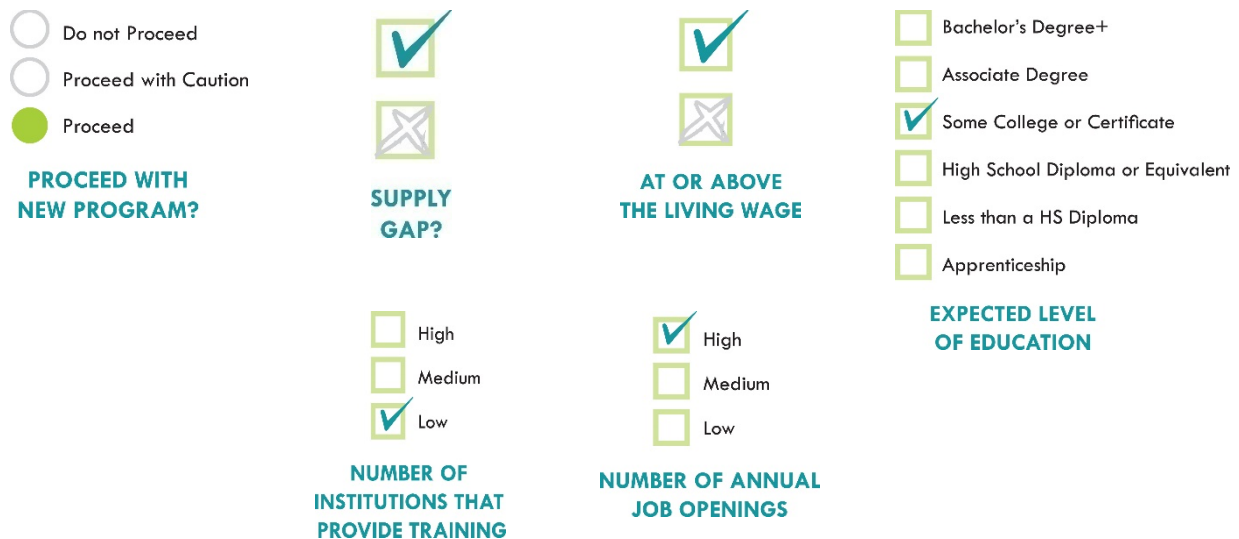 Do not Proceed
Proceed with Caution
Proceed
PROCEED WITH
NEW PROGRAM?
SUPPLY
GAP?
AT OR ABOVE
THE LIVING WAGE
Bachelor's Degree+
Associate Degree
Some College or Certificate
High School Diploma or Equivalent
Less than a HS Diploma
Apprenticeship
EXPECTED LEVEL
OF EDUCATION
High
Medium
Low
NUMBER OF
INSTITUTIONS THAT
PROVIDE TRAINING
High
Medium
Low
NUMBER OF ANNUAL
JOB OPENINGS